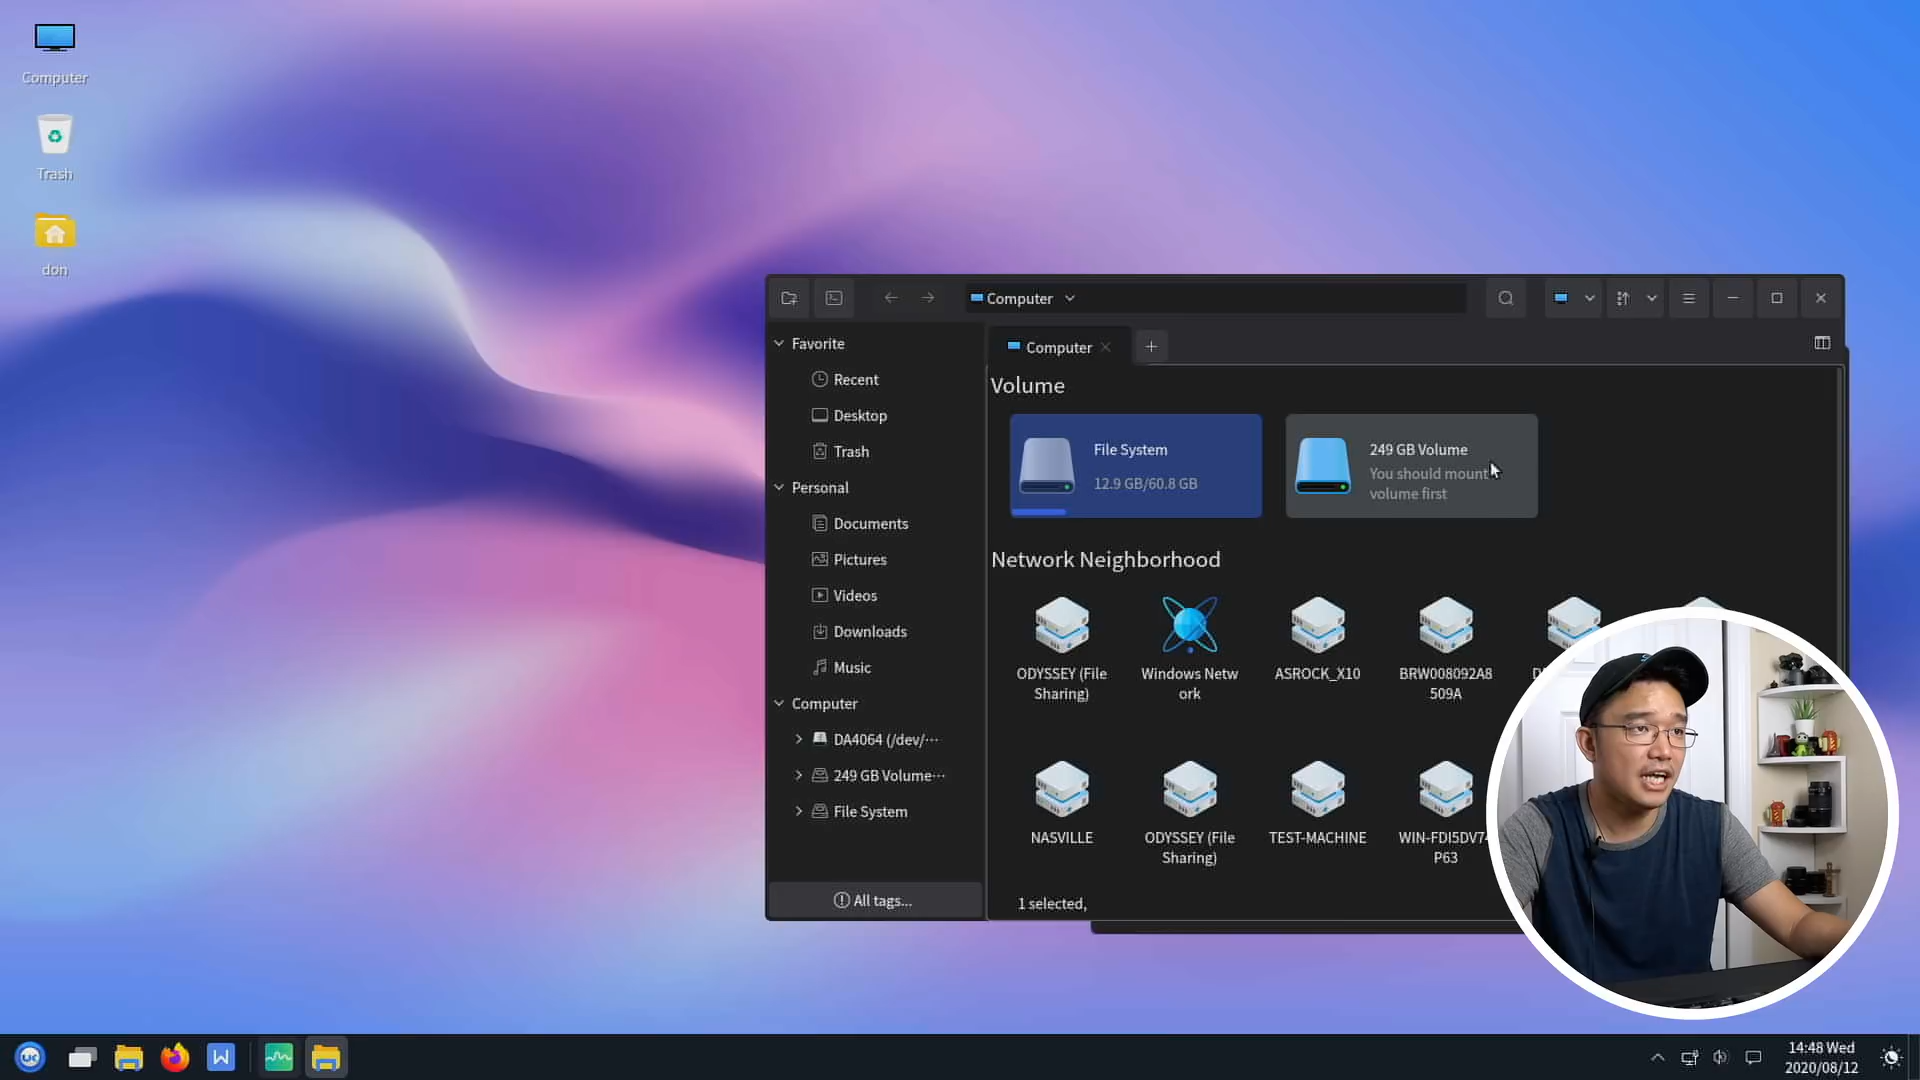 Computer
Trash
don
Computer
Favorite
Recent
Desktop
Trash
Personal
Documents
Pictures
Videos
Downloads
Music
Computer
DA4064 (/dev/···
249 GB Volume···
File System
All tags...
Computer
Volume
File System
12.9 GB/60.8 GB
249 GB Volume
You should mount
volume first
Network Neighborhood
ODYSSEY (File
Sharing)
Windows Netw
ork
ASROCK_X10
BRW008092A8
509A
NASVILLE
ODYSSEY (File
Sharing)
TEST-MACHINE
P63
1 selected,
UK
W
14:48 Wed
2020/08/12